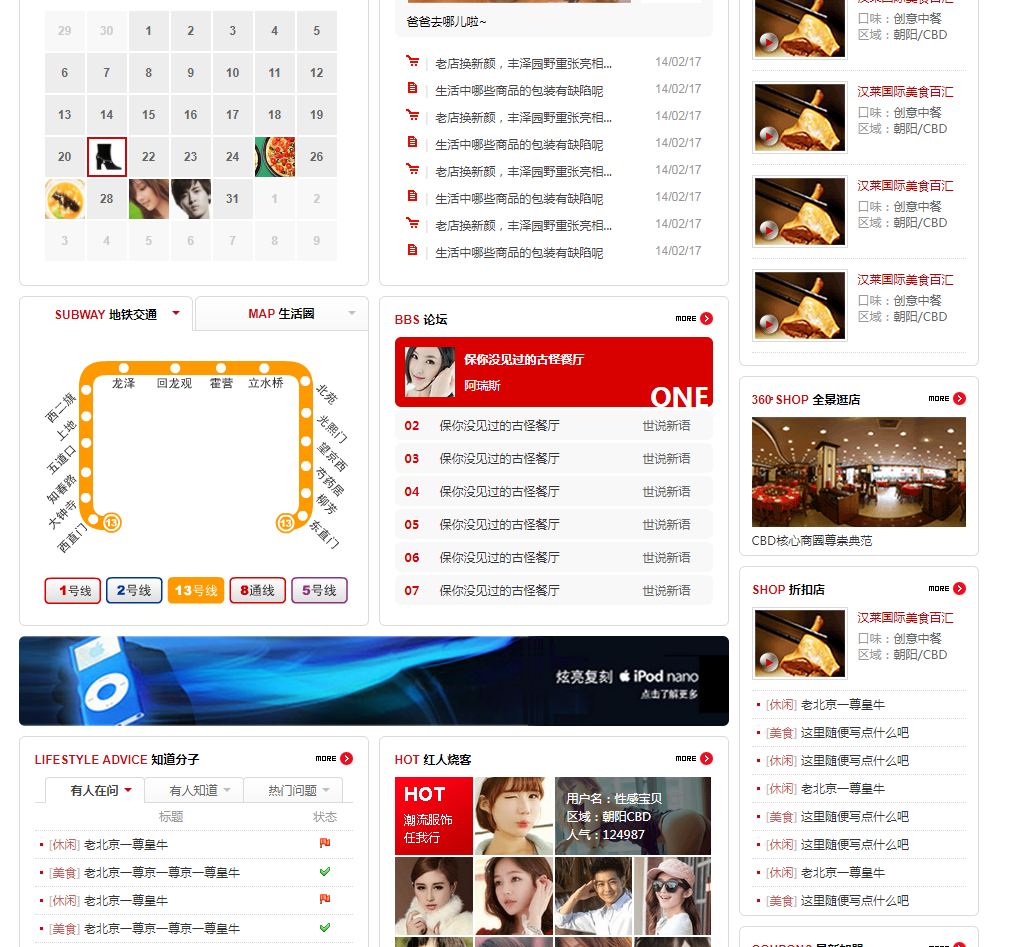 29 30 1 2 3 4 5
6 7 8 9 10 11 12
13 14 15 16 17 18 19
20 22 23 24 26
28 31 1 2
3 4 5 6 7 8 9
爸爸去哪儿啦~
老店换新颜，丰泽园野重张亮相... 14/02/17
生活中哪些商品的包装有缺陷呢 14/02/17
老店换新颜，丰泽园野重张亮相... 14/02/17
生活中哪些商品的包装有缺陷呢 14/02/17
老店换新颜，丰泽园野重张亮相... 14/02/17
生活中哪些商品的包装有缺陷呢 14/02/17
老店换新颜，丰泽园野重张亮相... 14/02/17
生活中哪些商品的包装有缺陷呢 14/02/17
口味：创意中餐
区域：朝阳/CBD
汉莱国际美食百汇
口味：创意中餐
区域：朝阳/CBD
汉莱国际美食百汇
口味：创意中餐
区域：朝阳/CBD
汉莱国际美食百汇
口味：创意中餐
区域：朝阳/CBD
SUBWAY 地铁交通
MAP 生活圈
龙泽 回龙观 霍营 立水桥
西二旗
上地
五道口
知春路
大钟寺
西直门
北苑
光熙门
望京西
芍药居
柳芳
东直门
13 13
1号线 2号线 13号线 8通线 5号线
BBS 论坛 MORE
保你没见过的古怪餐厅
阿瑞斯
ONE
02 保你没见过的古怪餐厅 世说新语
03 保你没见过的古怪餐厅 世说新语
04 保你没见过的古怪餐厅 世说新语
05 保你没见过的古怪餐厅 世说新语
06 保你没见过的古怪餐厅 世说新语
07 保你没见过的古怪餐厅 世说新语
360° SHOP 全景逛店 MORE
CBD核心商圈尊崇典范
SHOP 折扣店 MORE
汉莱国际美食百汇
口味：创意中餐
区域：朝阳/CBD
[休闲] 老北京一尊皇牛
[美食] 这里随便写点什么吧
[休闲] 这里随便写点什么吧
[休闲] 老北京一尊皇牛
[美食] 这里随便写点什么吧
[休闲] 这里随便写点什么吧
[休闲] 老北京一尊皇牛
[美食] 这里随便写点什么吧
炫亮复刻 iPod nano
点击了解更多
LIFESTYLE ADVICE 知道分子 MORE
有人在问 有人知道 热门问题
标题 状态
[休闲] 老北京一尊皇牛
[美食] 老北京一尊京一尊京一尊皇牛
[休闲] 老北京一尊皇牛
[美食] 老北京一尊京一尊京一尊皇牛
HOT 红人烧客 MORE
HOT
潮流服饰
任我行
用户名：性感宝贝
区域：朝阳CBD
人气：124987